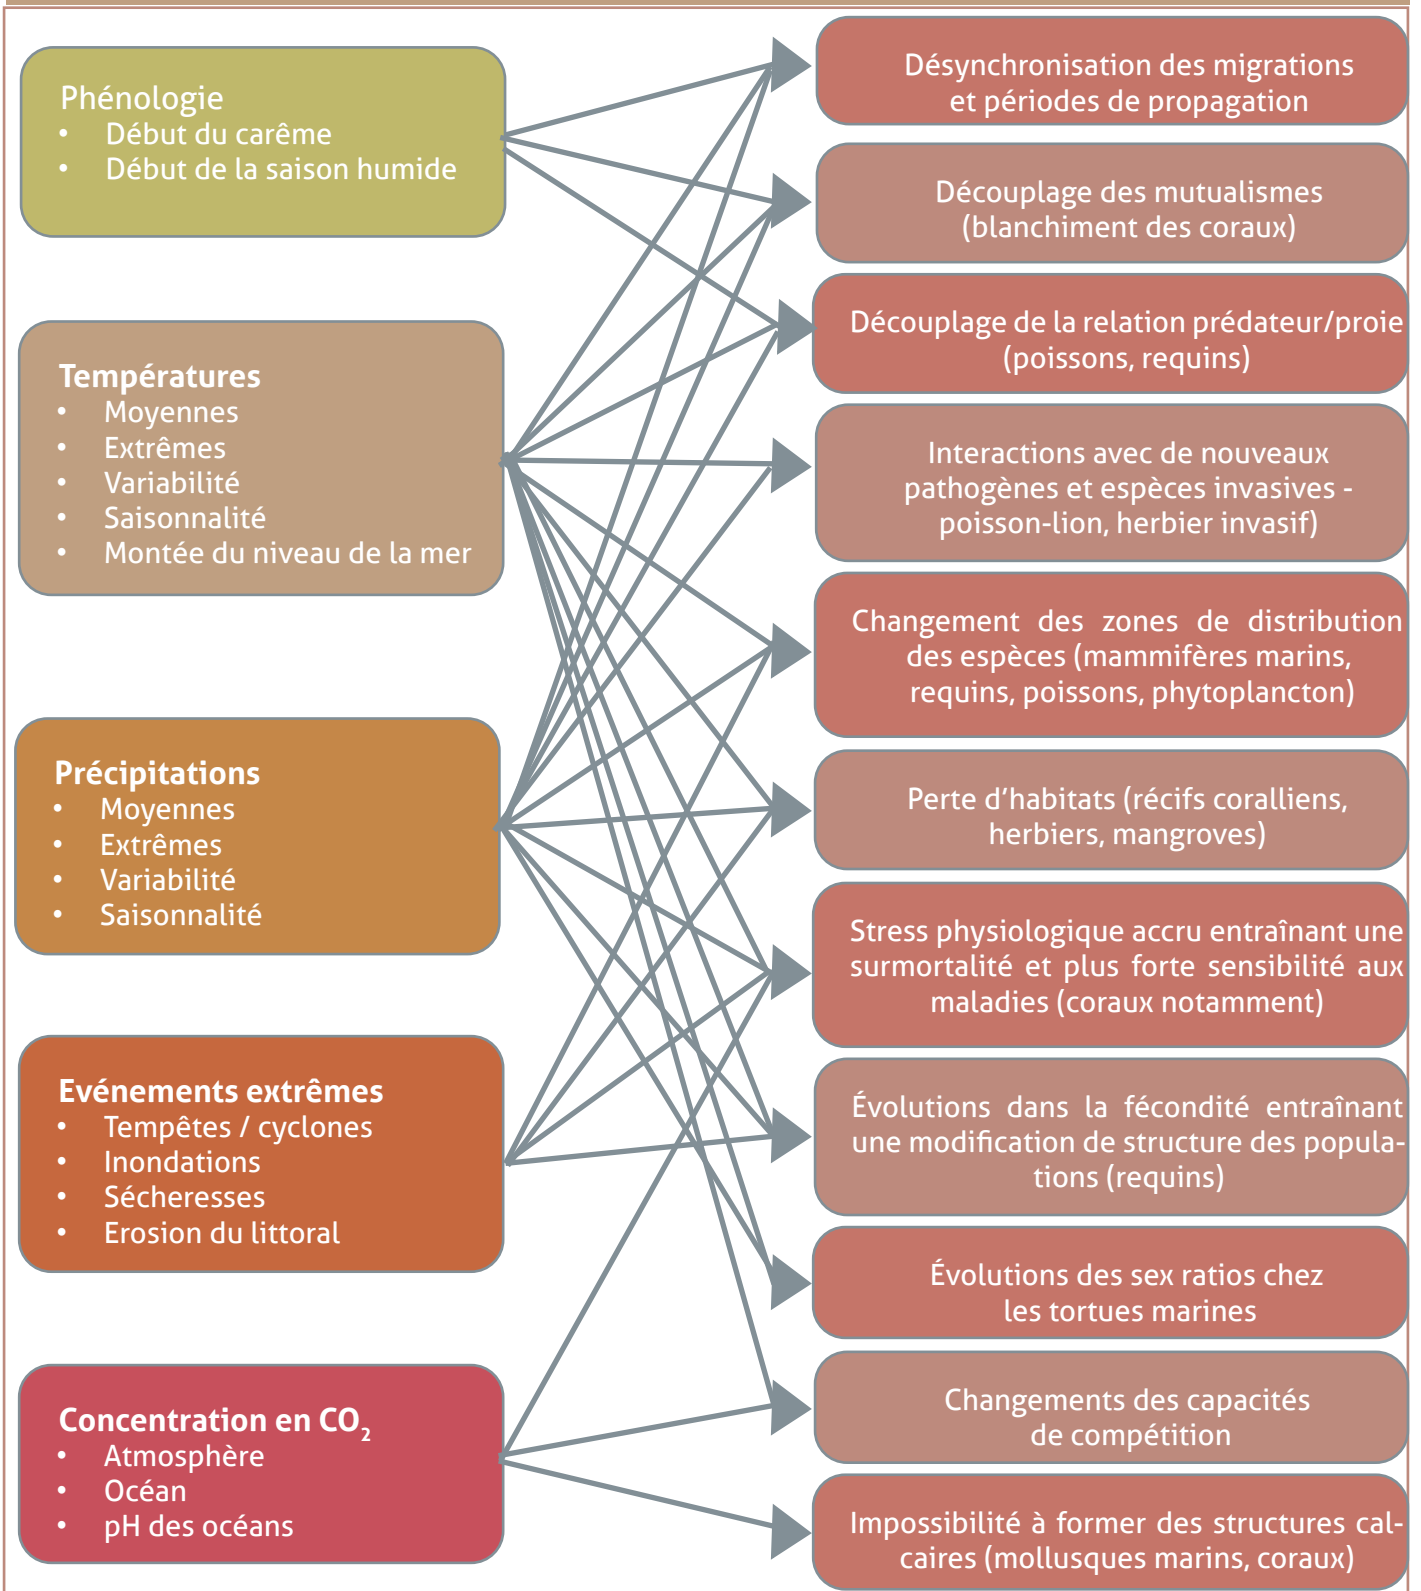 Phénologie
• Début du carême
• Début de la saison humide
Températures
• Moyennes
• Extrêmes
• Variabilité
• Saisonnalité
• Montée du niveau de la mer
Précipitations
• Moyennes
• Extrêmes
• Variabilité
• Saisonnalité
Evénements extrêmes
• Tempêtes / cyclones
• Inondations
• Sécheresses
• Erosion du littoral
Concentration en CO₂
• Atmosphère
• Océan
• pH des océans
Désynchronisation des migrations
et périodes de propagation
Découplage des mutualismes
(blanchiment des coraux)
Découplage de la relation prédateur/proie
(poissons, requins)
Interactions avec de nouveaux
pathogènes et espèces invasives -
poisson-lion, herbier invasif)
Changement des zones de distribution
des espèces (mammifères marins,
requins, poissons, phytoplancton)
Perte d’habitats (récifs coralliens,
herbiers, mangroves)
Stress physiologique accru entraînant une
surmortalité et plus forte sensibilité aux
maladies (coraux notamment)
Évolutions dans la fécondité entraînant
une modification de structure des popula-
tions (requins)
Évolutions des sex ratios chez
les tortues marines
Changements des capacités
de compétition
Impossibilité à former des structures cal-
caires (mollusques marins, coraux)